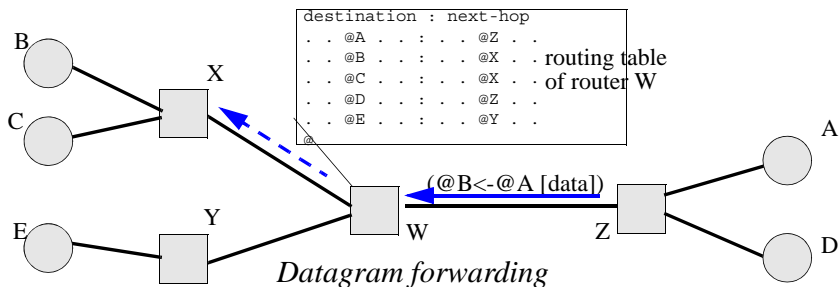 destination : next-hop
. . @A . . : . . @Z . .
. . @B . . : . . @X . .
. . @C . . : . . @X . .
. . @D . . : . . @Z . .
. . @E . . : . . @Y . .
@
routing table
of router W
B
X
C
A
(@B<-@A [data])
E
Y
W
Z
D
Datagram forwarding